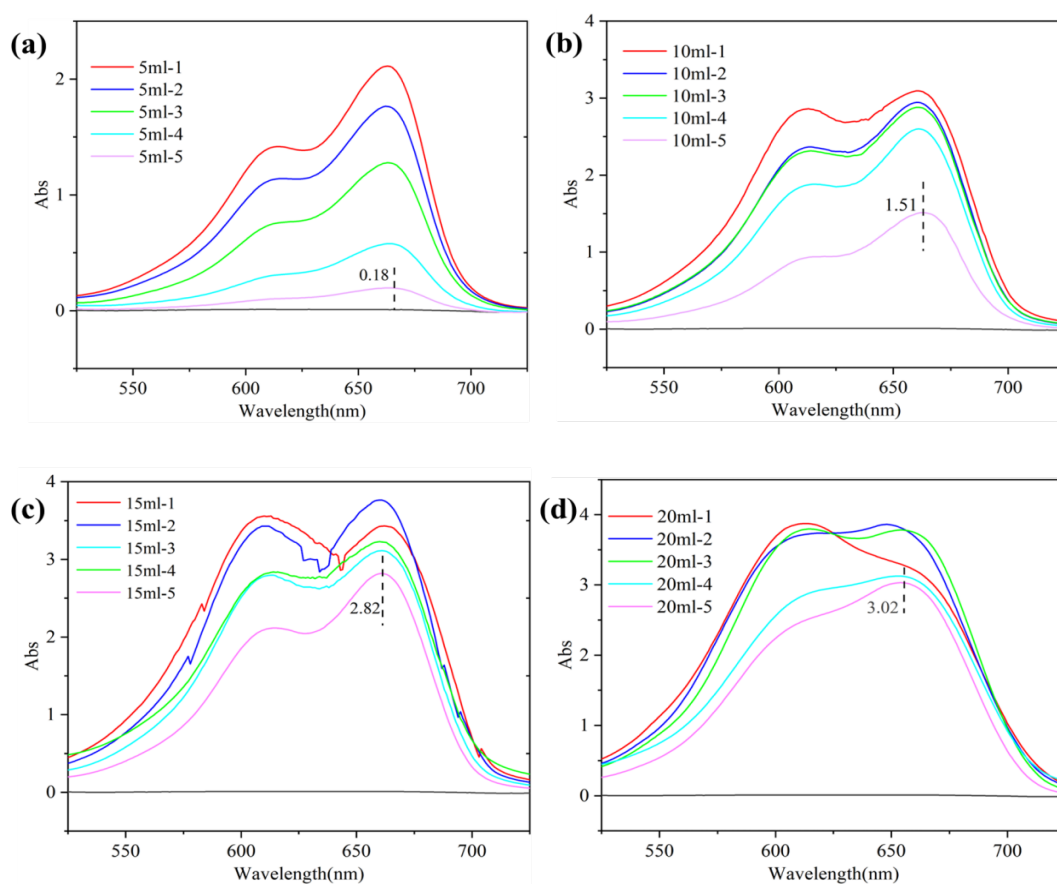 (a)
5ml-1
5ml-2
5ml-3
5ml-4
5ml-5
2
1
0
Abs
0.18
550
600
650
700
Wavelength(nm)
(b)
10ml-1
10ml-2
10ml-3
10ml-4
10ml-5
4
3
2
1
0
Abs
1.51
550
600
650
700
Wavelength(nm)
(c)
15ml-1
15ml-2
15ml-3
15ml-4
15ml-5
4
3
2
1
0
Abs
2.82
550
600
650
700
Wavelength(nm)
(d)
20ml-1
20ml-2
20ml-3
20ml-4
20ml-5
4
3
2
1
0
Abs
3.02
550
600
650
700
Wavelength(nm)